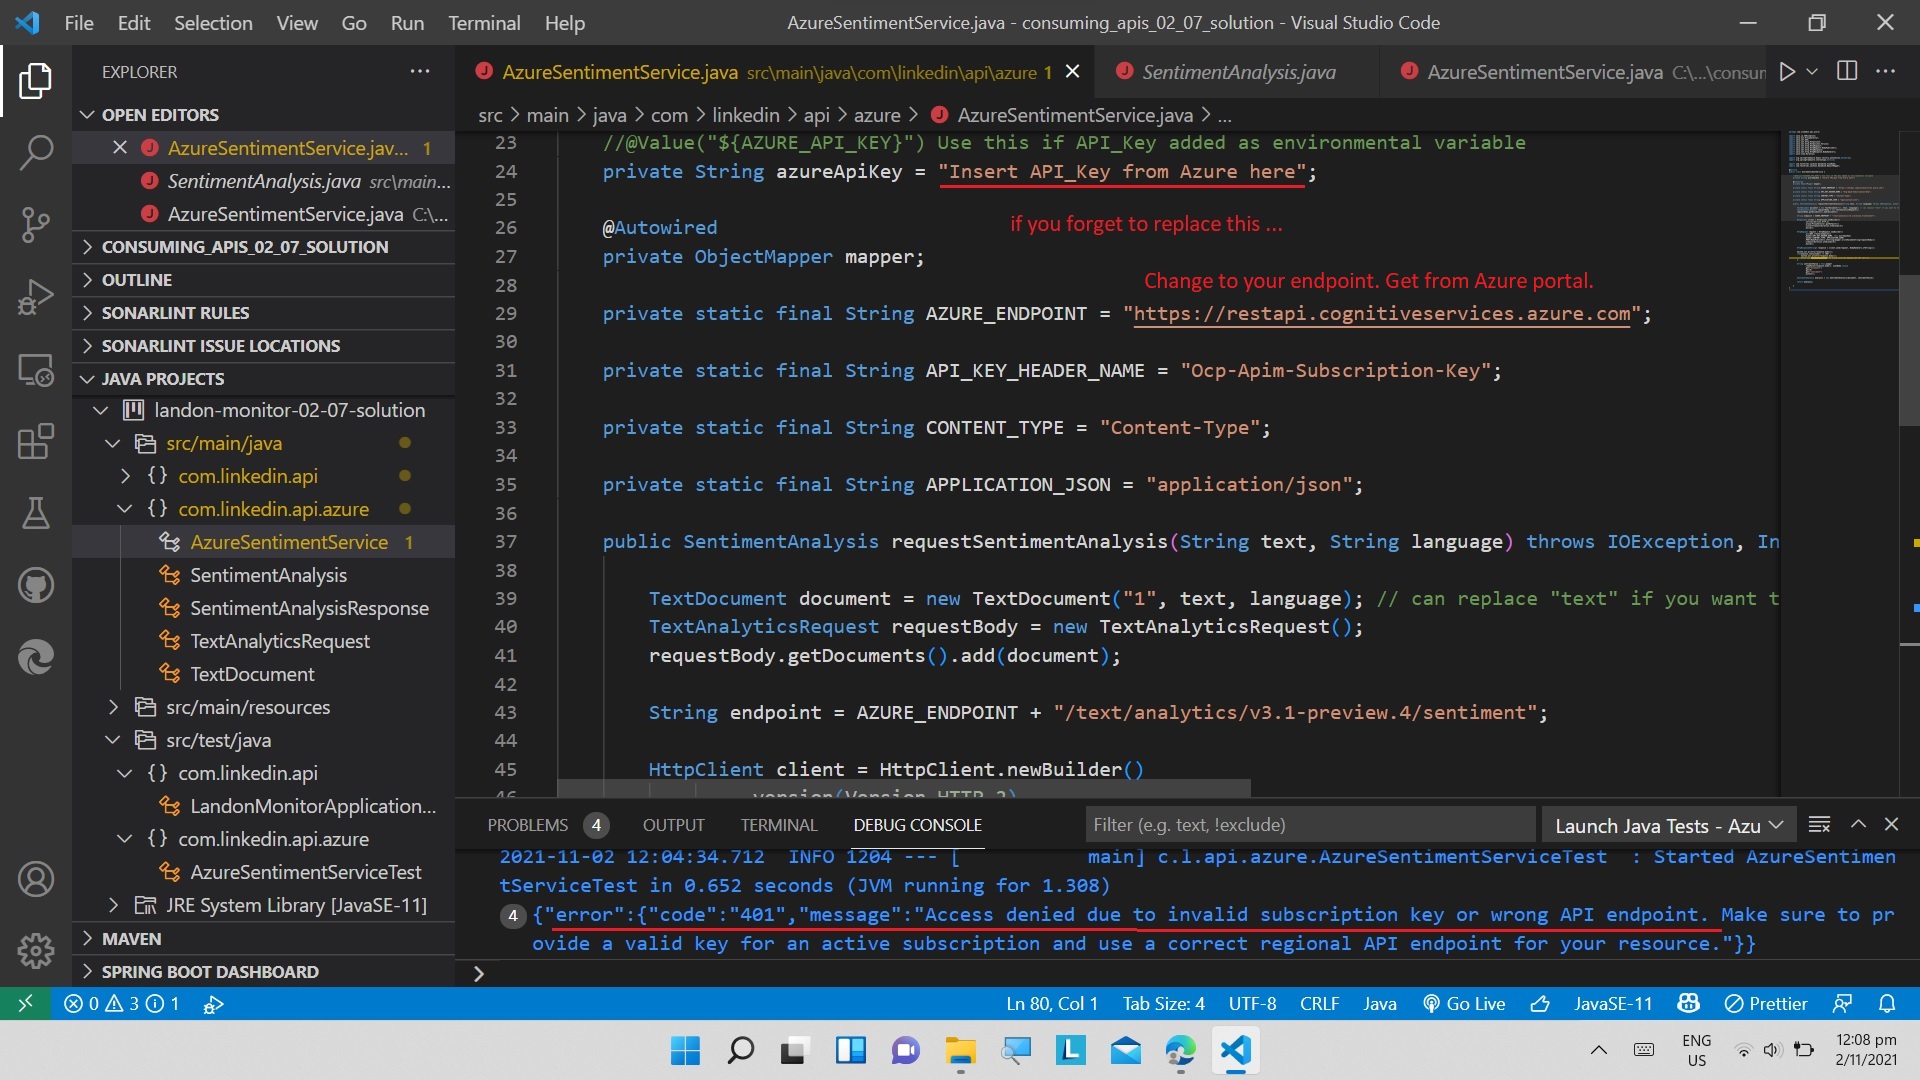 File Edit Selection View Go Run Terminal Help
AzureSentimentService.java - consuming_apis_02_07_solution - Visual Studio Code
EXPLORER
OPEN EDITORS
AzureSentimentService.jav... 1
SentimentAnalysis.java src\main...
AzureSentimentService.java C:\...
CONSUMING_APIS_02_07_SOLUTION
OUTLINE
SONARLINT RULES
SONARLINT ISSUE LOCATIONS
JAVA PROJECTS
landon-monitor-02-07-solution
src/main/java
{} com.linkedin.api
{} com.linkedin.api.azure
AzureSentimentService 1
SentimentAnalysis
SentimentAnalysisResponse
TextAnalyticsRequest
TextDocument
src/main/resources
src/test/java
{} com.linkedin.api
LandonMonitorApplication...
{} com.linkedin.api.azure
AzureSentimentServiceTest
JRE System Library [JavaSE-11]
MAVEN
SPRING BOOT DASHBOARD
AzureSentimentService.java src\main\java\com\linkedin\api\azure 1
SentimentAnalysis.java
AzureSentimentService.java C:\...\consum
src > main > java > com > linkedin > api > azure > AzureSentimentService.java > ...
23 //@Value("${AZURE_API_KEY}") Use this if API_Key added as environmental variable
24 private String azureApiKey = "Insert API_Key from Azure here";
25
if you forget to replace this ...
26 @Autowired
27 private ObjectMapper mapper;
28
Change to your endpoint. Get from Azure portal.
29 private static final String AZURE_ENDPOINT = "https://restapi.cognitiveservices.azure.com";
30
31 private static final String API_KEY_HEADER_NAME = "Ocp-Apim-Subscription-Key";
32
33 private static final String CONTENT_TYPE = "Content-Type";
34
35 private static final String APPLICATION_JSON = "application/json";
36
37 public SentimentAnalysis requestSentimentAnalysis(String text, String language) throws IOException, In
38
39 TextDocument document = new TextDocument("1", text, language); // can replace "text" if you want t
40 TextAnalyticsRequest requestBody = new TextAnalyticsRequest();
41 requestBody.getDocuments().add(document);
42
43 String endpoint = AZURE_ENDPOINT + "/text/analytics/v3.1-preview.4/sentiment";
44
45 HttpClient client = HttpClient.newBuilder()
46 .version(Version.HTTP_2)
PROBLEMS 4 OUTPUT TERMINAL DEBUG CONSOLE
Filter (e.g. text, !exclude)
Launch Java Tests - Azu
2021-11-02 12:04:34.712 INFO 1204 --- [ main] c.l.api.azure.AzureSentimentServiceTest : Started AzureSentimen
tServiceTest in 0.652 seconds (JVM running for 1.308)
4 {"error":{"code":"401","message":"Access denied due to invalid subscription key or wrong API endpoint. Make sure to pr
ovide a valid key for an active subscription and use a correct regional API endpoint for your resource."}}
>
0 3 1
Ln 80, Col 1 Tab Size: 4 UTF-8 CRLF Java Go Live JavaSE-11 Prettier
ENG
US
12:08 pm
2/11/2021